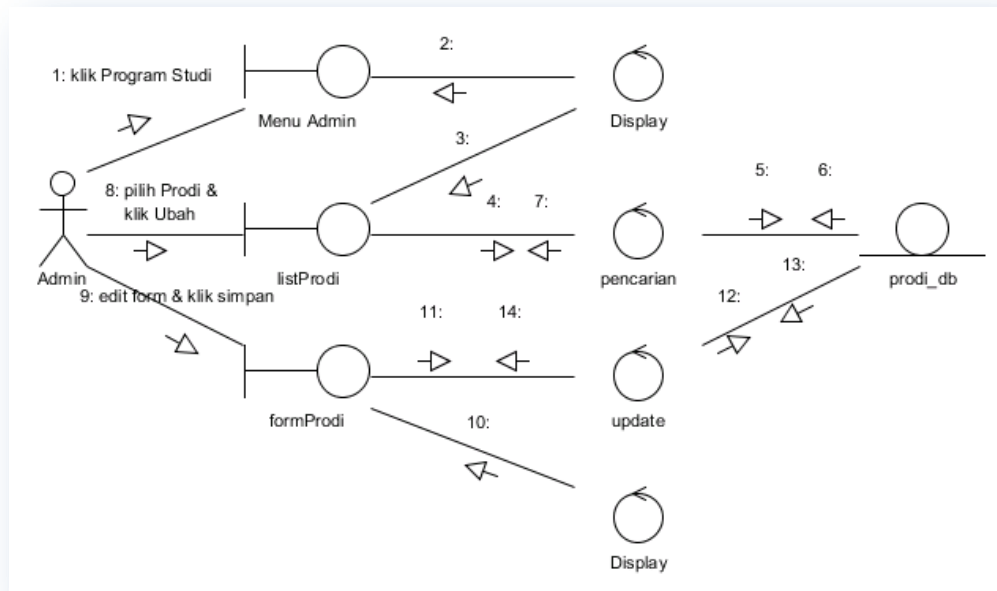 2:
1: klik Program Studi
Menu Admin
Display
3:
5:
6:
8: pilih Prodi &
klik Ubah
4:
7:
Admin
listProdi
pencarian
13:
prodi_db
9: edit form & klik simpan
12:
11:
14:
formProdi
update
10:
Display